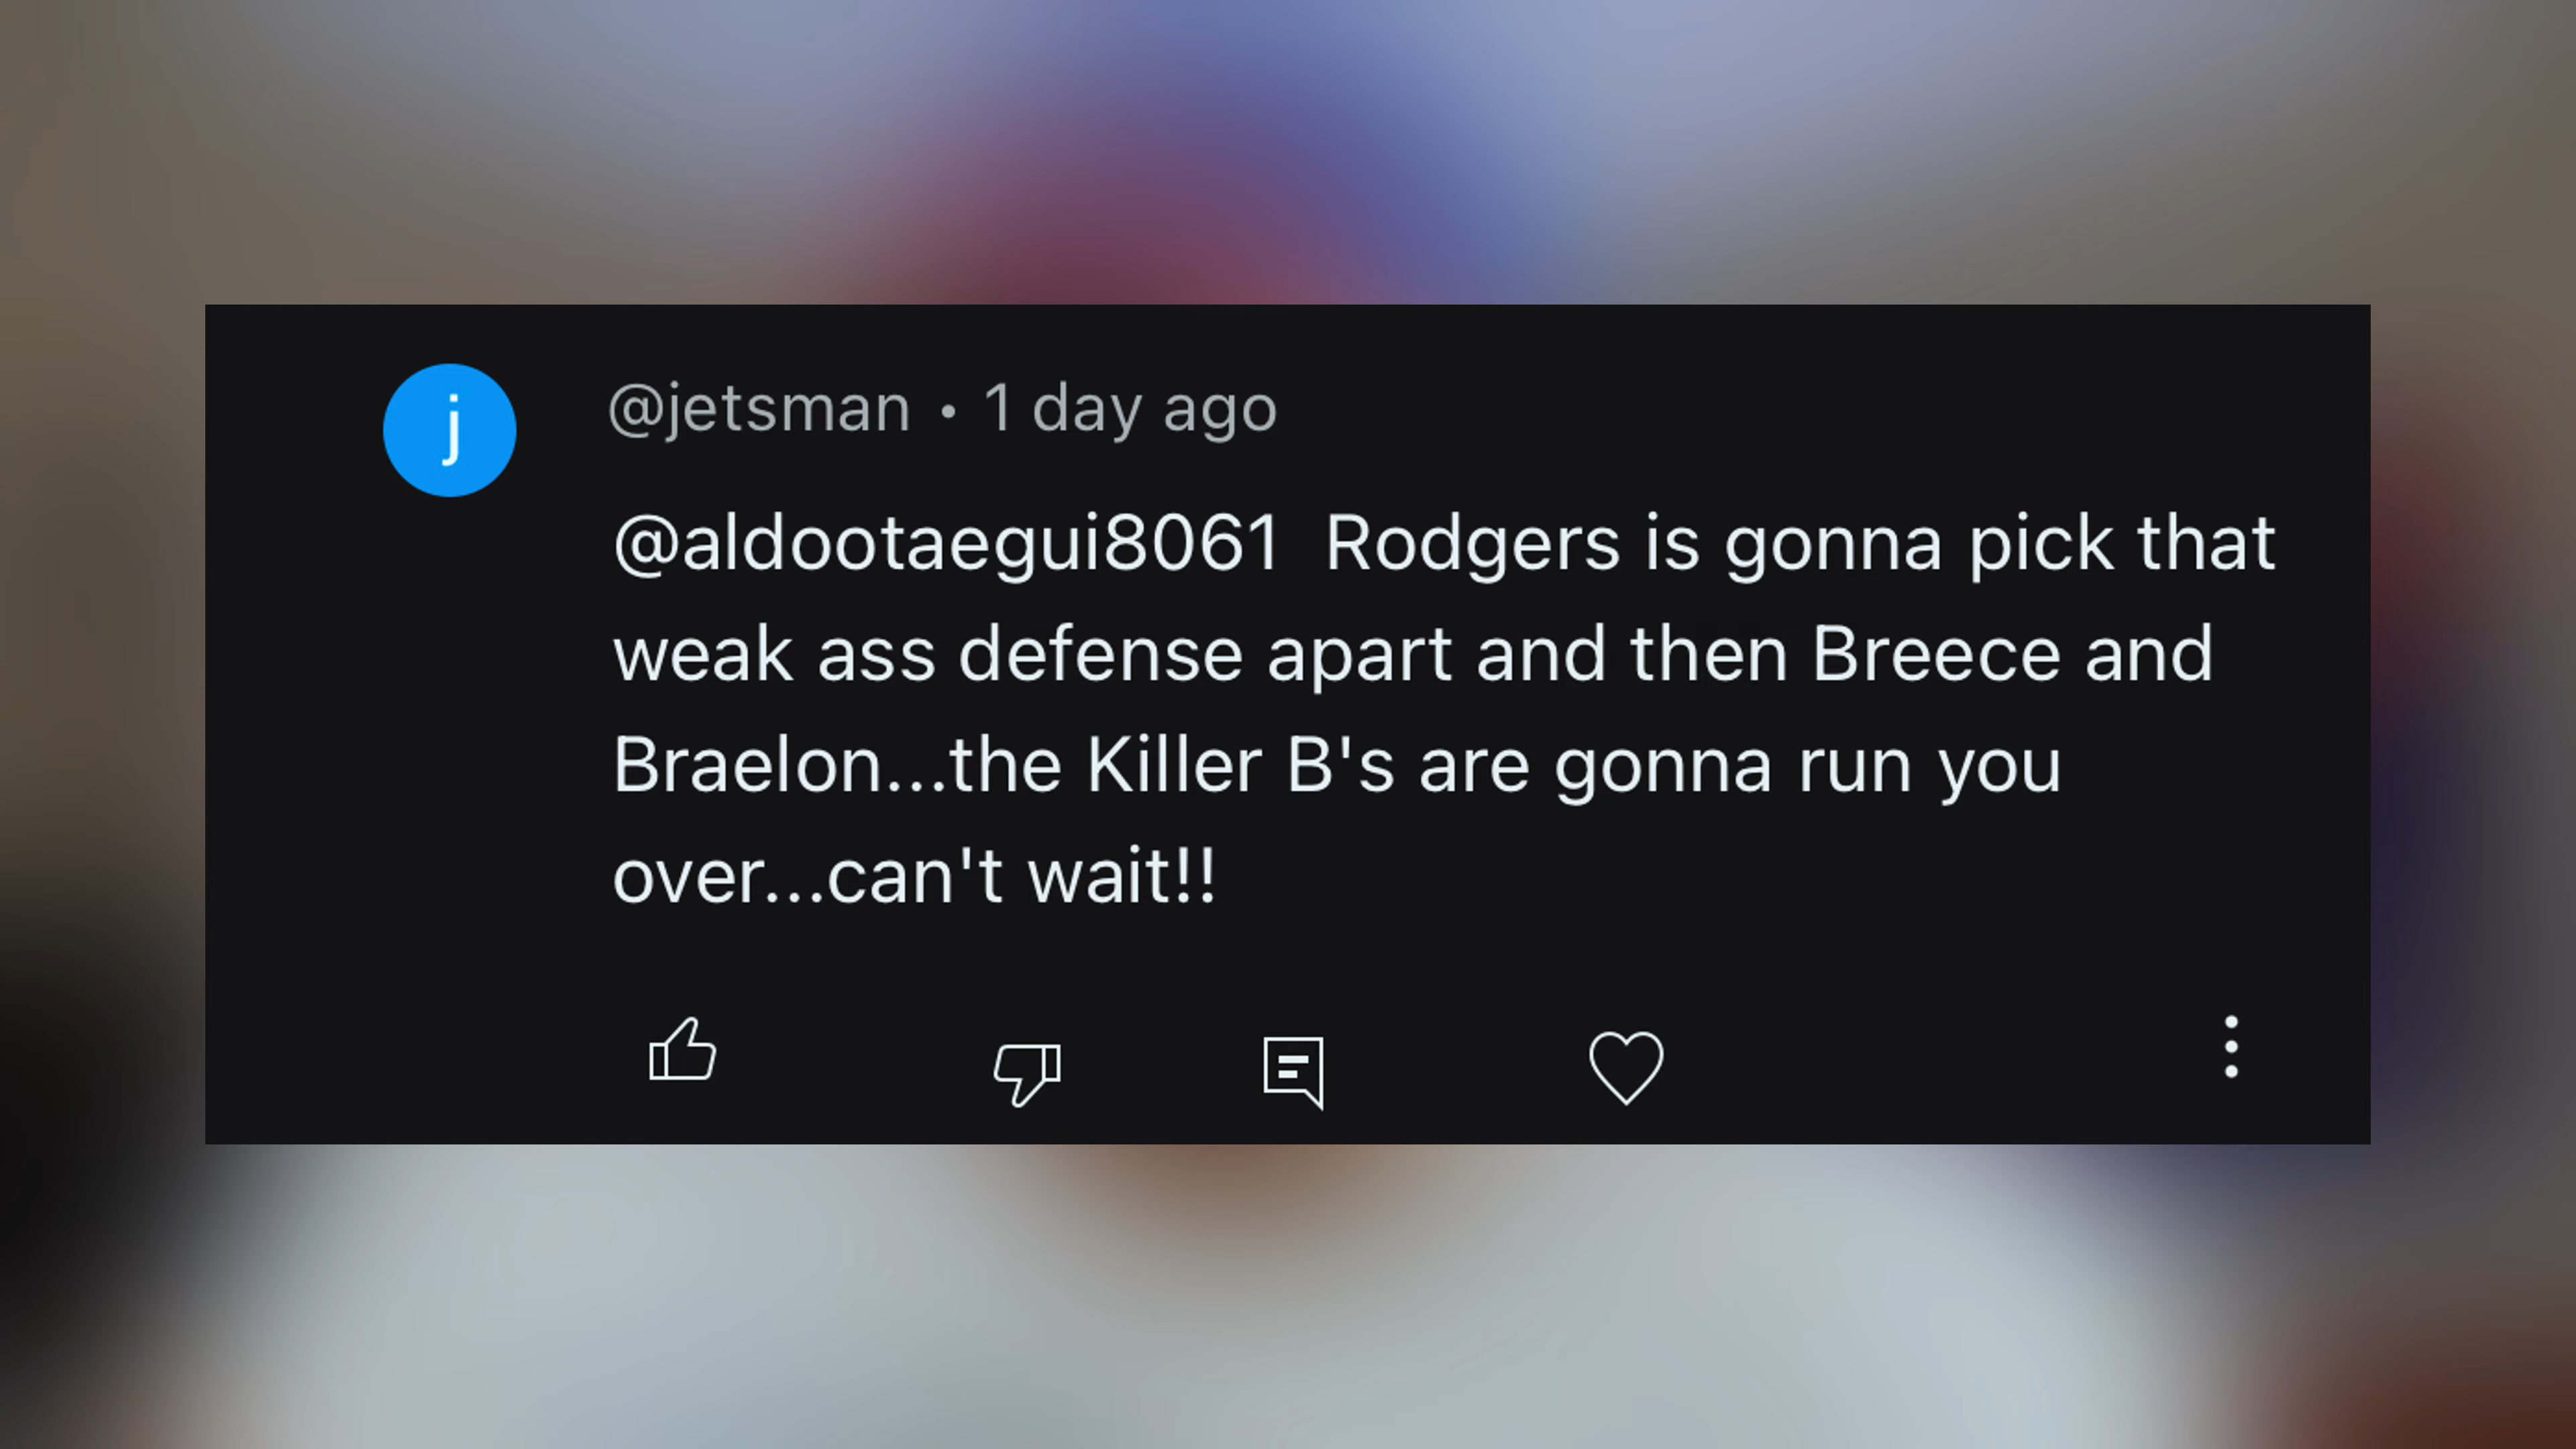 j
@jetsman • 1 day ago
@aldootaegui8061  Rodgers is gonna pick that
weak ass defense apart and then Breece and
Braelon...the Killer B's are gonna run you
over...can't wait!!